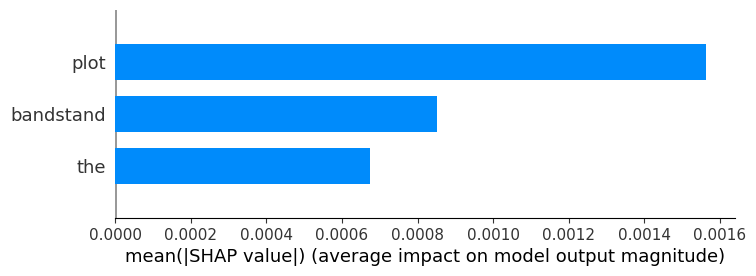 plot
bandstand
the
0.0000 0.0002 0.0004 0.0006 0.0008 0.0010 0.0012 0.0014 0.0016
mean(|SHAP value|) (average impact on model output magnitude)